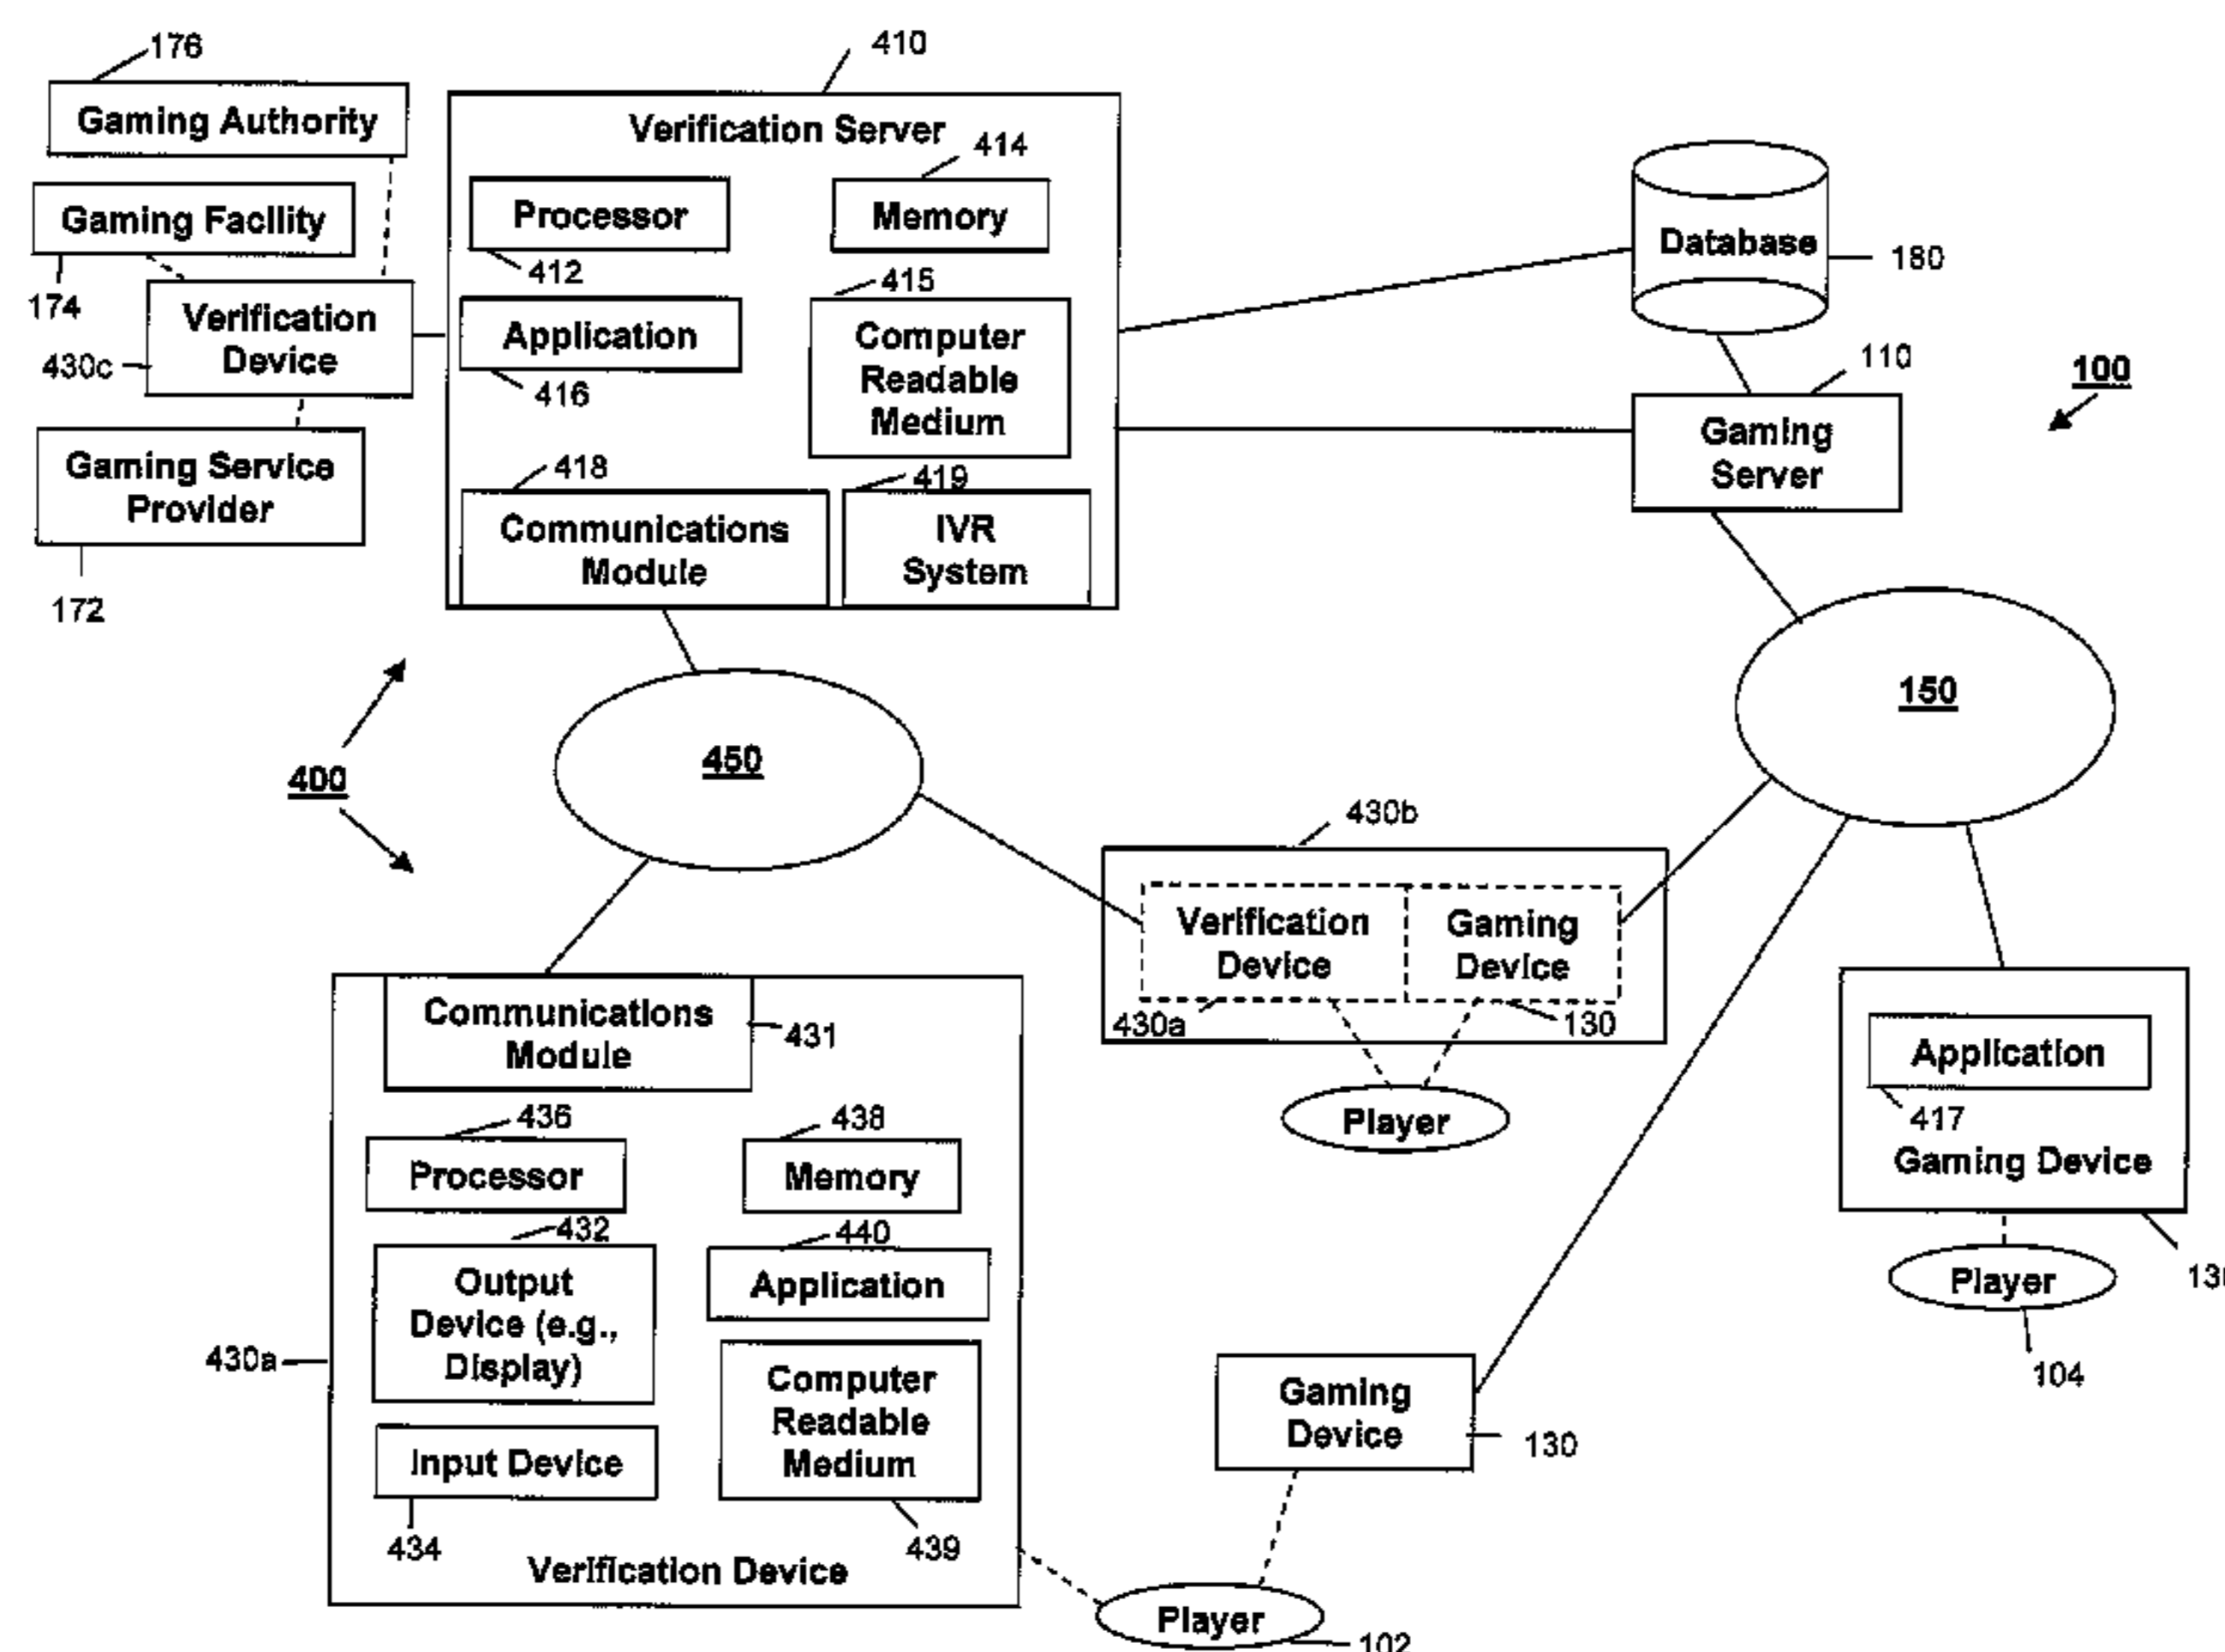 176
Gaming Authority
Gaming Facility
174
Verification
Device
430c
Gaming Service
Provider
172
410
Verification Server
414
Processor
412
Memory
415
Application
416
Computer
Readable
Medium
418
Communications
Module
419
IVR
System
Database
180
110
Gaming
Server
100
150
450
400
430b
Verification
Device
Gaming
Device
430a
130
Player
Application
417
Gaming Device
Player
104
Communications
Module
431
436
Processor
438
Memory
432
Output
Device (e.g.,
Display)
440
Application
430a
Computer
Readable
Medium
Input Device
434
439
Verification Device
Gaming
Device
130
Player
102